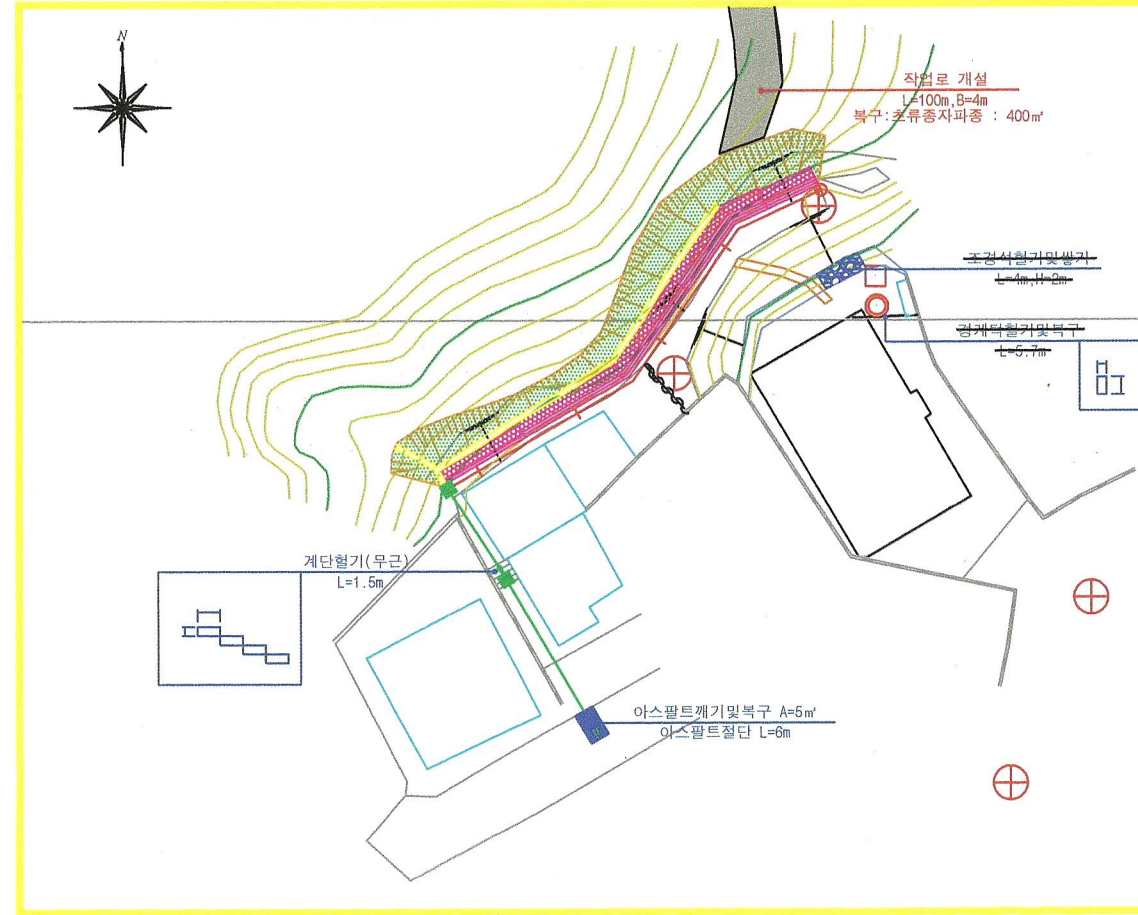 N
작업로 개설
L=100m,B=4m
복구:초류종자파종 : 400㎡
조경석헐기및쌓기
L=4m,H=2m
경계턱헐기및복구
L=5.7m
계단헐기(무근)
L=1.5m
아스팔트깨기및복구 A=5㎡
아스팔트절단 L=6m